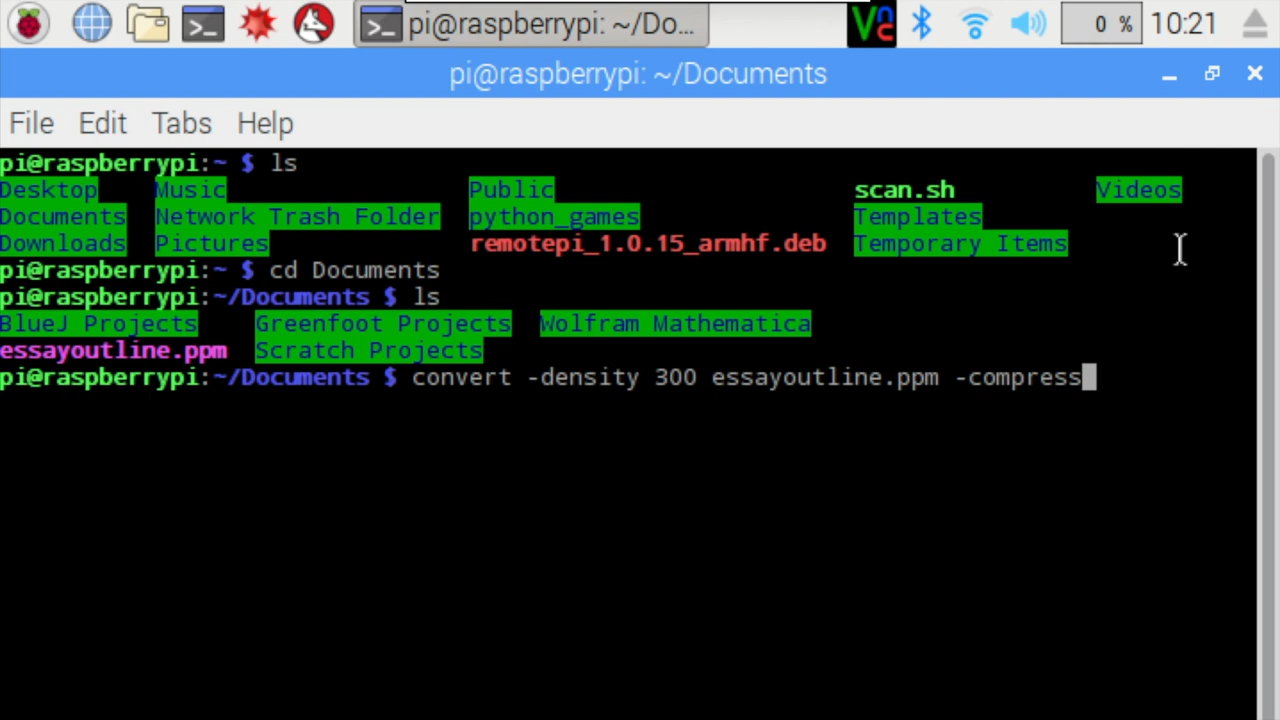 pi@raspberrypi: ~/Do...
0 %
10:21
pi@raspberrypi: ~/Documents
File Edit Tabs Help
pi@raspberrypi:~ $ ls
Desktop Music Public scan.sh Videos
Documents Network Trash Folder python_games Templates
Downloads Pictures remotepi_1.0.15_armhf.deb Temporary Items
pi@raspberrypi:~ $ cd Documents
pi@raspberrypi:~/Documents $ ls
BlueJ Projects Greenfoot Projects Wolfram Mathematica
essayoutline.ppm Scratch Projects
pi@raspberrypi:~/Documents $ convert -density 300 essayoutline.ppm -compress